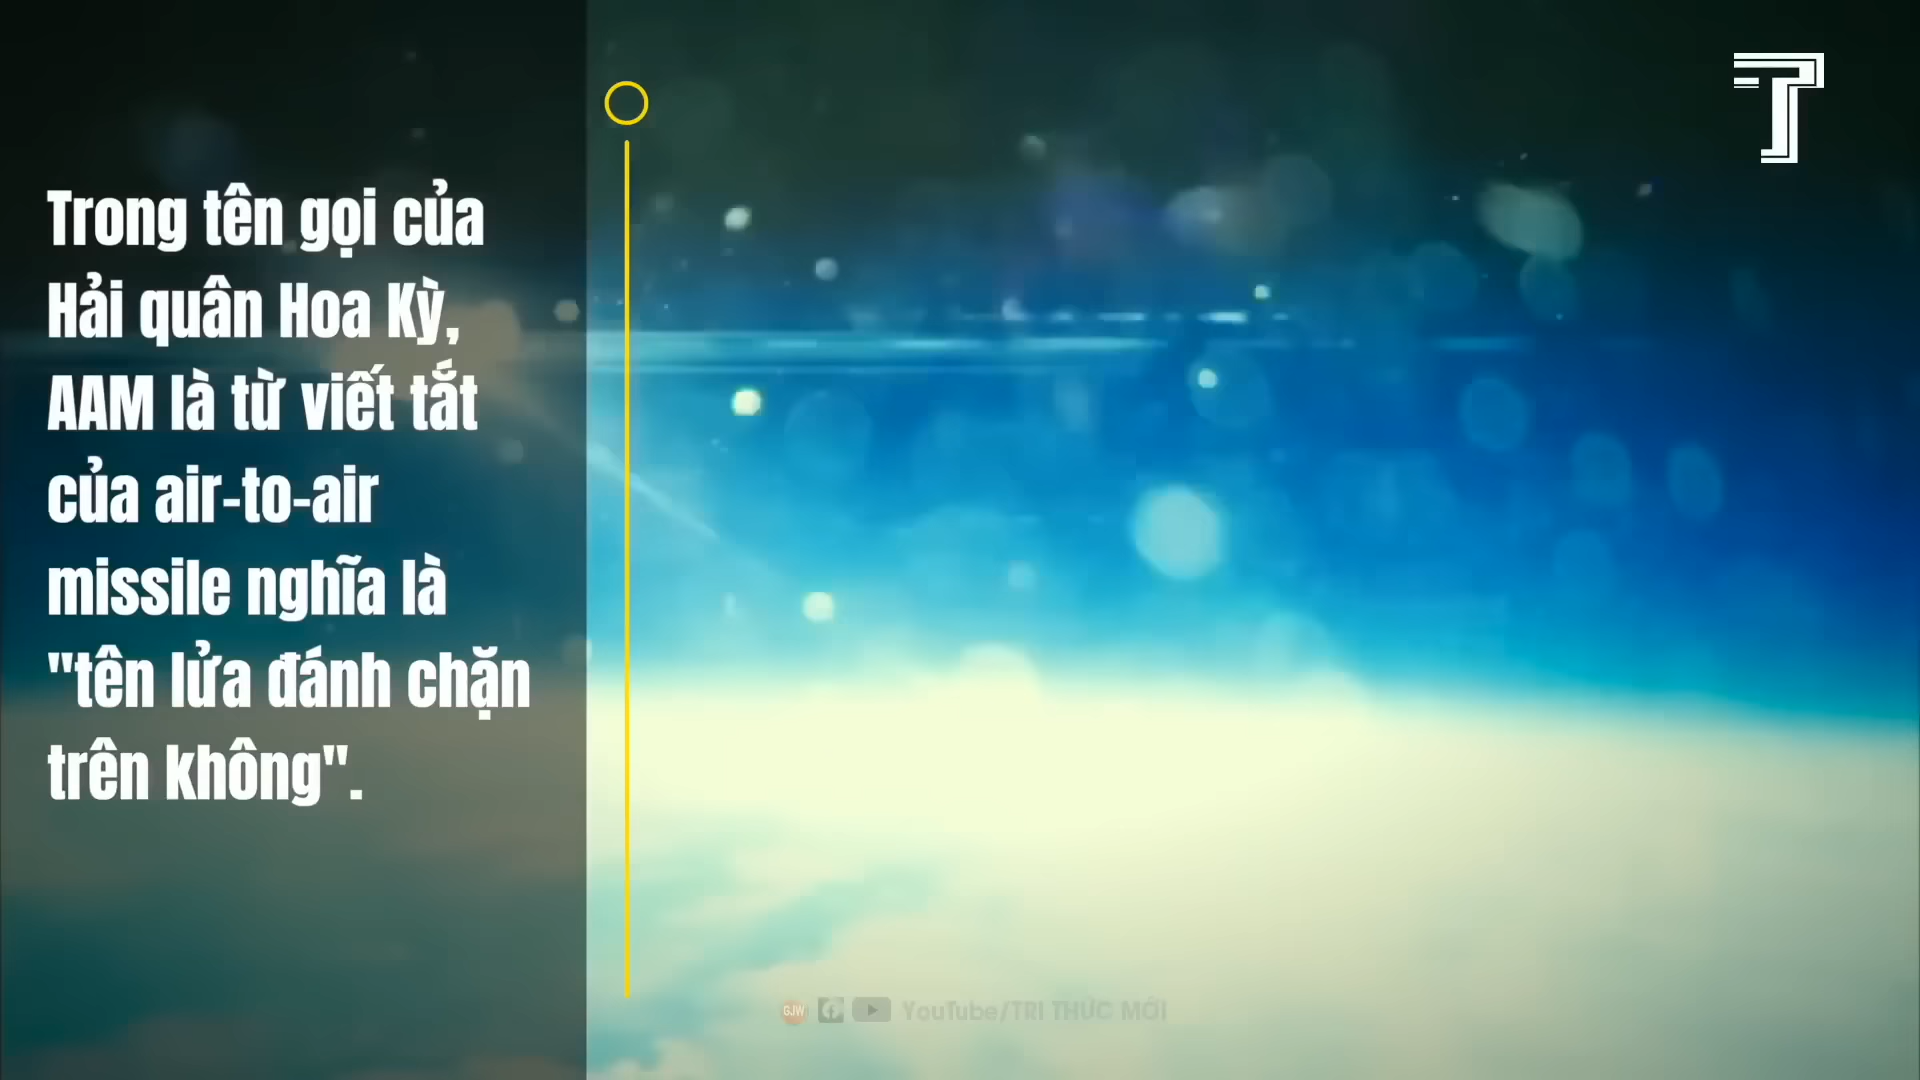 Trong tên gọi của
Hải quân Hoa Kỳ,
AAM là từ viết tắt
của air-to-air
missile nghĩa là
"tên lửa đánh chặn
trên không".
GJW YouTube/TRI THỨC MỚI